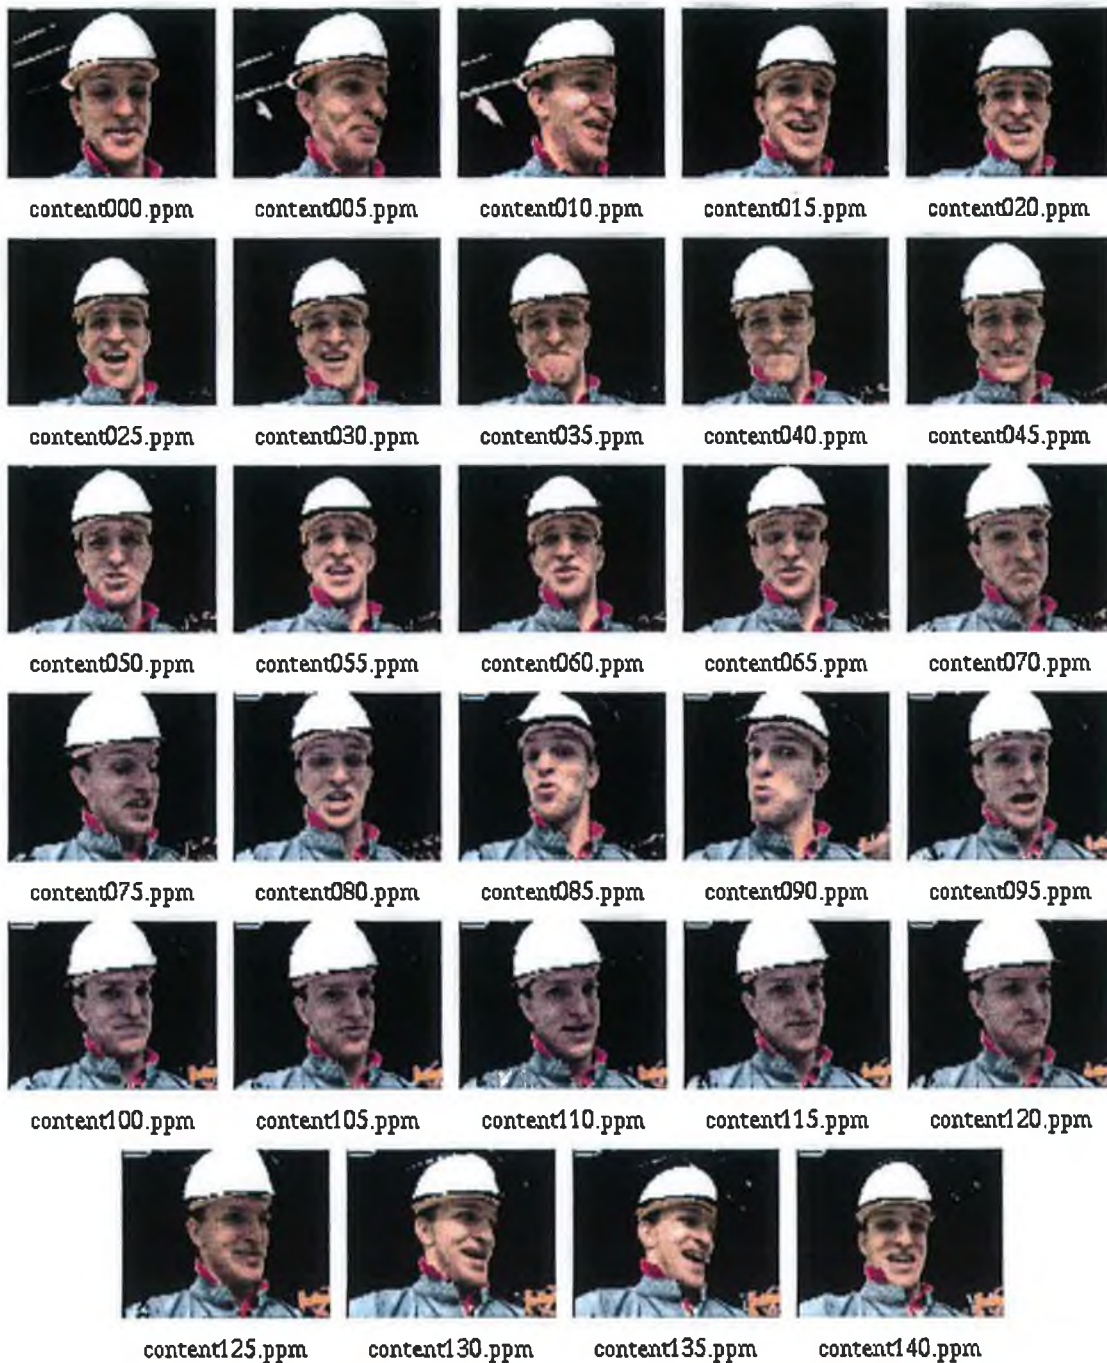 content000.ppm content005.ppm content010.ppm content015.ppm content020.ppm
content025.ppm content030.ppm content035.ppm content040.ppm content045.ppm
content050.ppm content055.ppm content060.ppm content065.ppm content070.ppm
content075.ppm content080.ppm content085.ppm content090.ppm content095.ppm
content100.ppm content105.ppm content110.ppm content115.ppm content120.ppm
content125.ppm content130.ppm content135.ppm content140.ppm